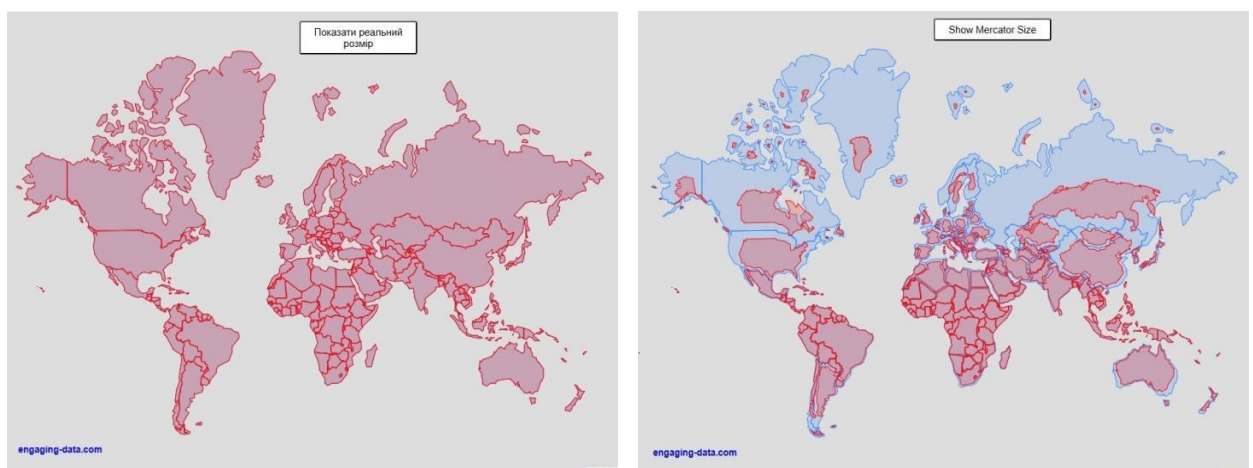 Показати реальний
розмір
engaging-data.com
Show Mercator Size
engaging-data.com